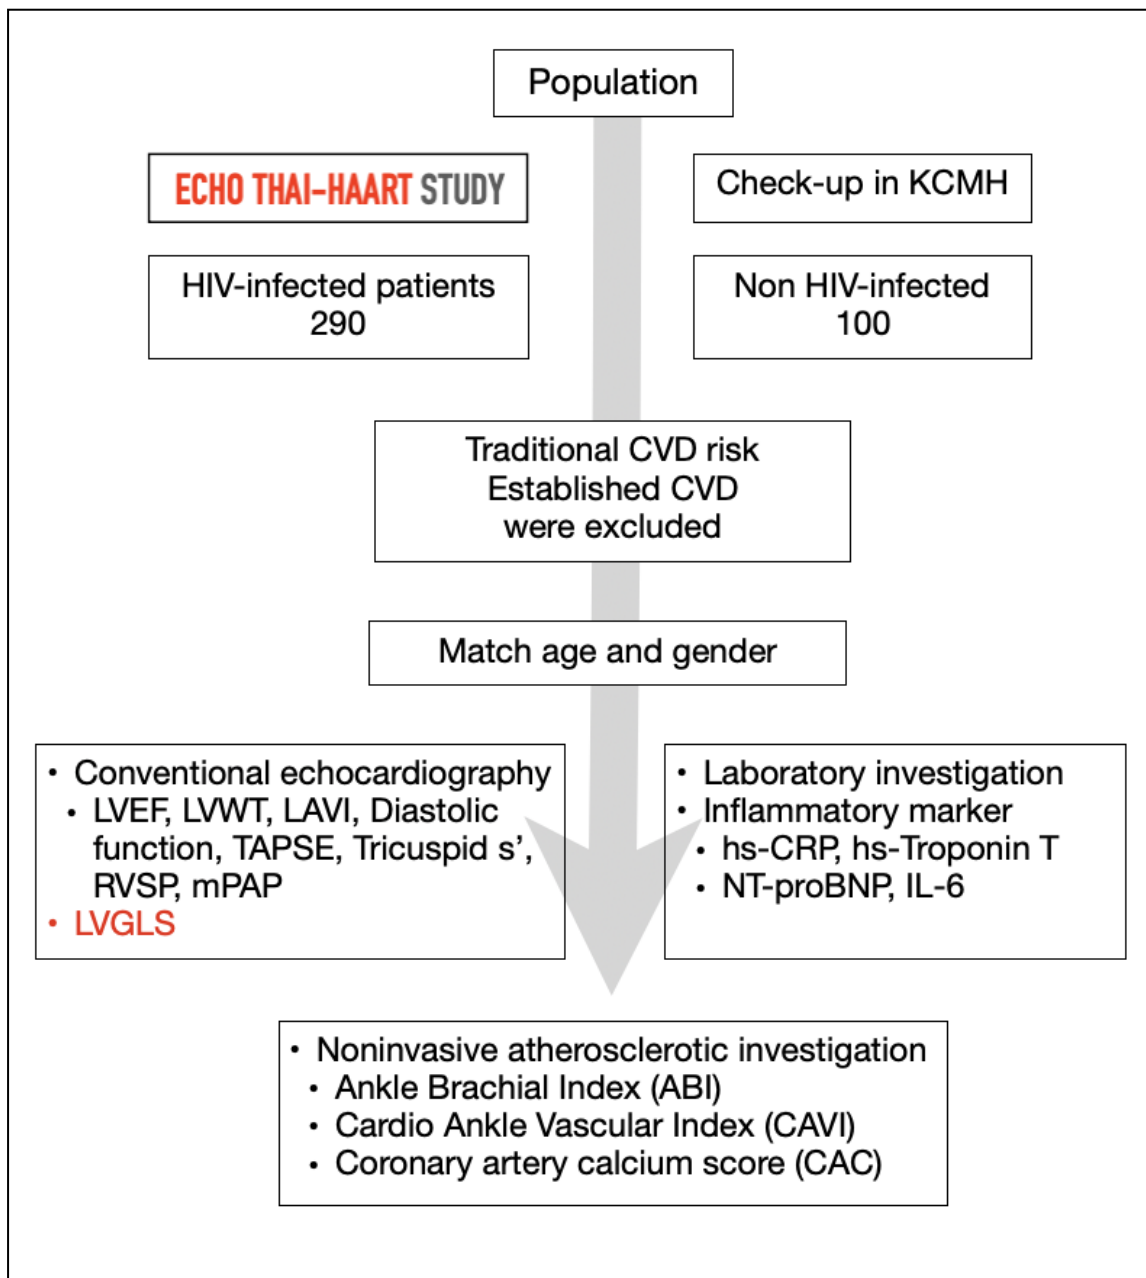 Population
ECHO THAI-HAART STUDY
Check-up in KCMH
HIV-infected patients
290
Non HIV-infected
100
Traditional CVD risk
Established CVD
were excluded
Match age and gender
• Conventional echocardiography
• LVEF, LVWT, LAVI, Diastolic
function, TAPSE, Tricuspid s’,
RVSP, mPAP
• LVGLS
• Laboratory investigation
• Inflammatory marker
• hs-CRP, hs-Troponin T
• NT-proBNP, IL-6
• Noninvasive atherosclerotic investigation
• Ankle Brachial Index (ABI)
• Cardio Ankle Vascular Index (CAVI)
• Coronary artery calcium score (CAC)